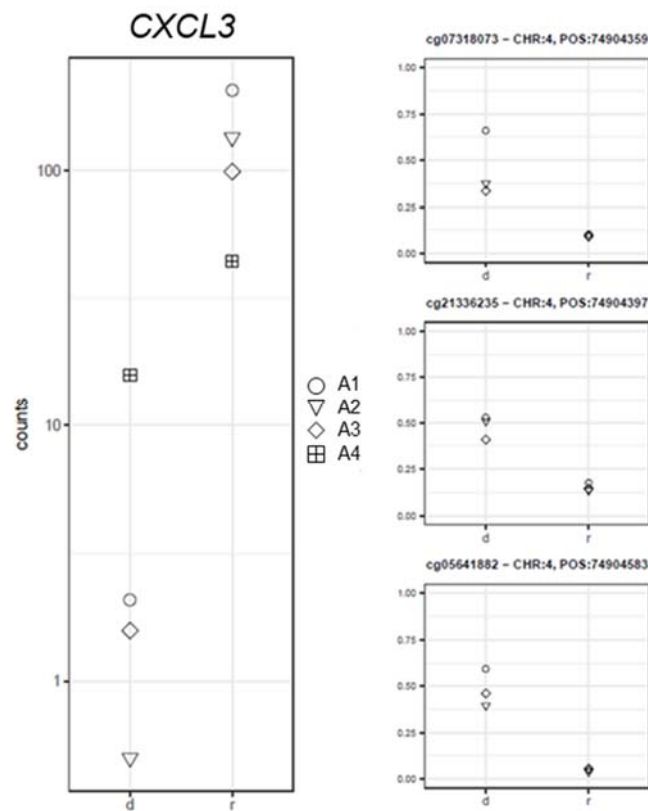 CXCL3
counts
100
10
1
d r
A1
A2
A3
A4
cg07318073 – CHR:4, POS:74904359
1.00
0.75
0.50
0.25
0.00
d r
cg21336235 – CHR:4, POS:74904397
1.00
0.75
0.50
0.25
0.00
d r
cg05641882 – CHR:4, POS:74904583
1.00
0.75
0.50
0.25
0.00
d r